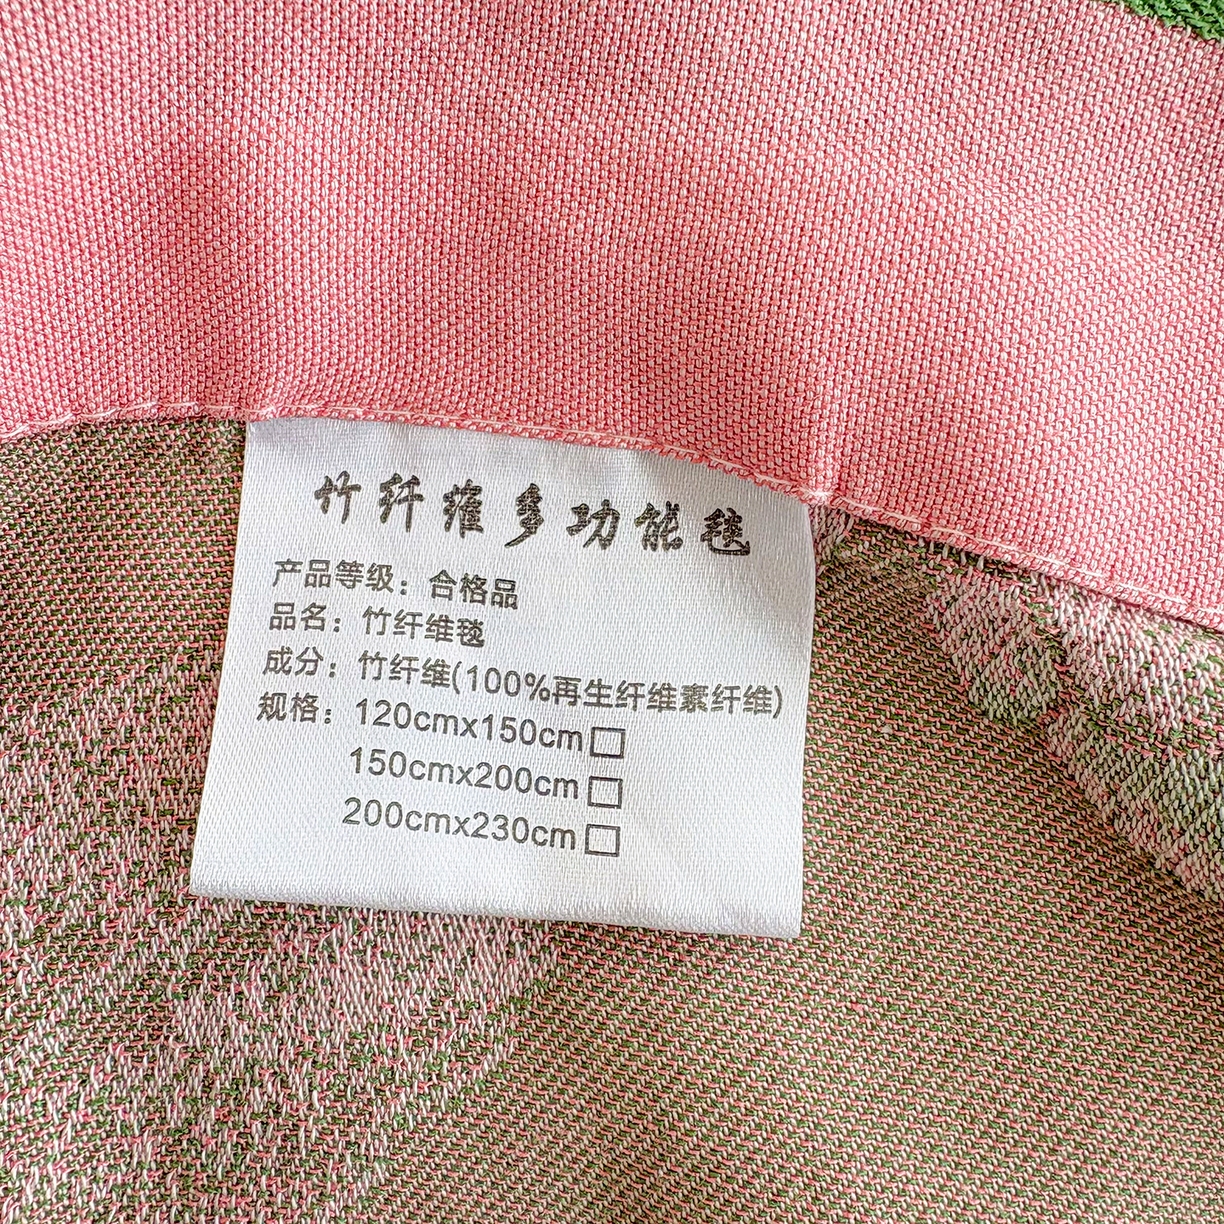 竹纤维多功能毯
产品等级：合格品
品名：竹纤维毯
成分：竹纤维(100%再生纤维素纤维)
规格：120cmx150cm□
150cmx200cm□
200cmx230cm□